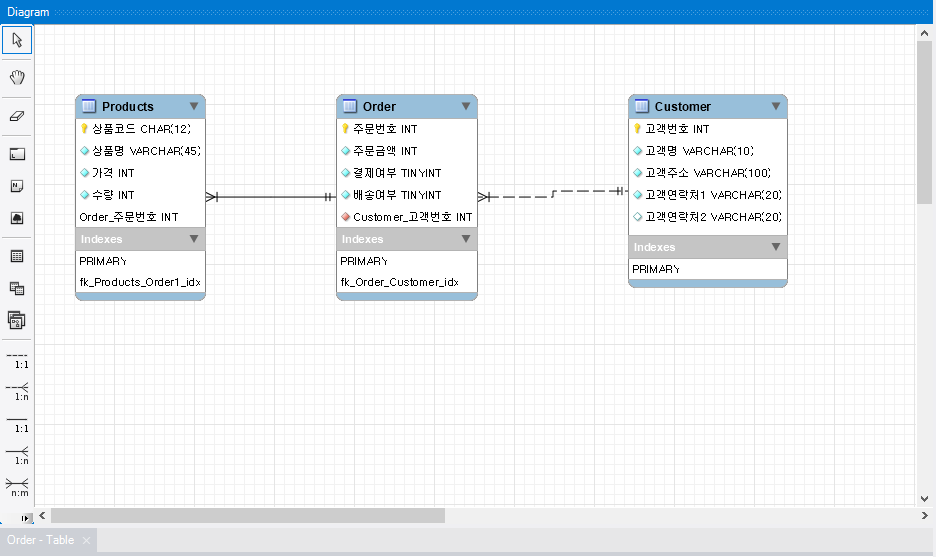 Diagram
Products
상품코드 CHAR(12)
상품명 VARCHAR(45)
가격 INT
수량 INT
Order_주문번호 INT
Indexes
PRIMARY
fk_Products_Order1_idx
Order
주문번호 INT
주문금액 INT
결제여부 TINYINT
배송여부 TINYINT
Customer_고객번호 INT
Indexes
PRIMARY
fk_Order_Customer_idx
Customer
고객번호 INT
고객명 VARCHAR(10)
고객주소 VARCHAR(100)
고객연락처1 VARCHAR(20)
고객연락처2 VARCHAR(20)
Indexes
PRIMARY
1:1
1:n
1:1
1:n
n:m
Order - Table